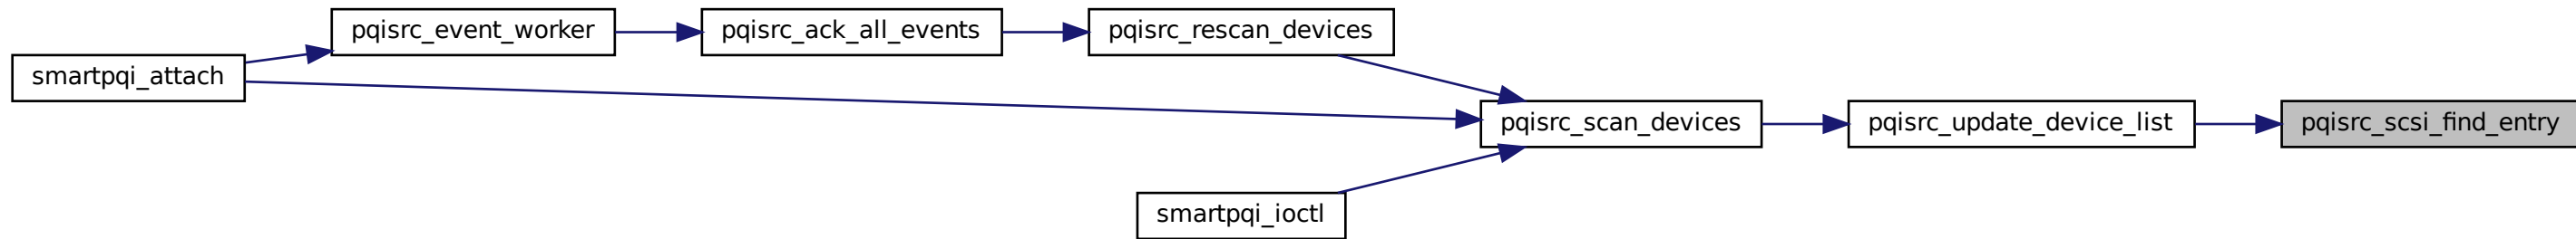 smartpqi_attach
pqisrc_event_worker
pqisrc_ack_all_events
pqisrc_rescan_devices
pqisrc_scan_devices
smartpqi_ioctl
pqisrc_update_device_list
pqisrc_scsi_find_entry